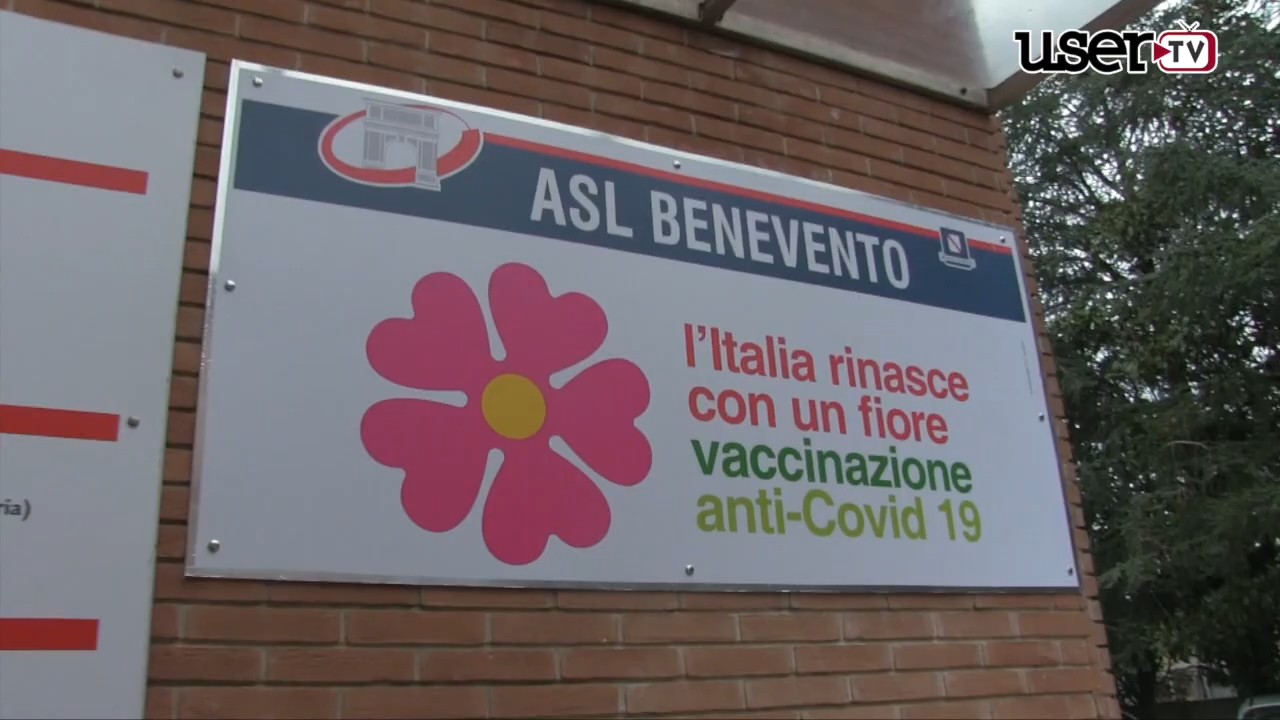 user TV
ASL BENEVENTO
l'Italia rinasce
con un fiore
vaccinazione
anti-Covid 19
ria)